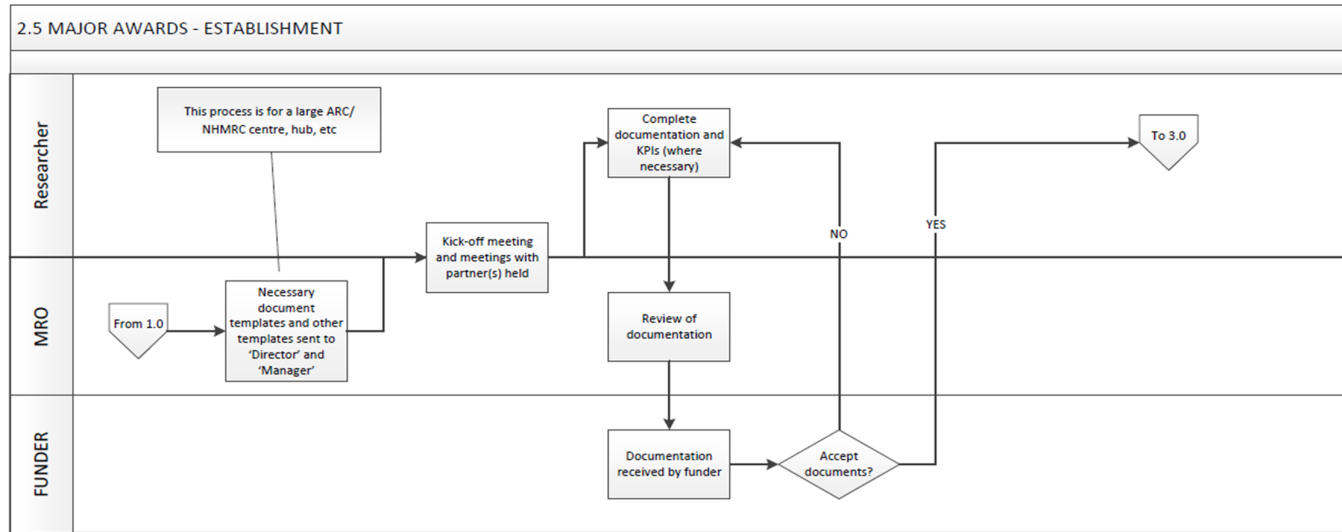 2.5 MAJOR AWARDS - ESTABLISHMENT
Researcher
This process is for a large ARC/
NHMRC centre, hub, etc
Complete
documentation and
KPIs (where
necessary)
To 3.0
NO
YES
Kick-off meeting
and meetings with
partner(s) held
MRO
From 1.0
Necessary
document
templates and other
templates sent to
‘Director’ and
‘Manager’
Review of
documentation
FUNDER
Documentation
received by funder
Accept
documents?